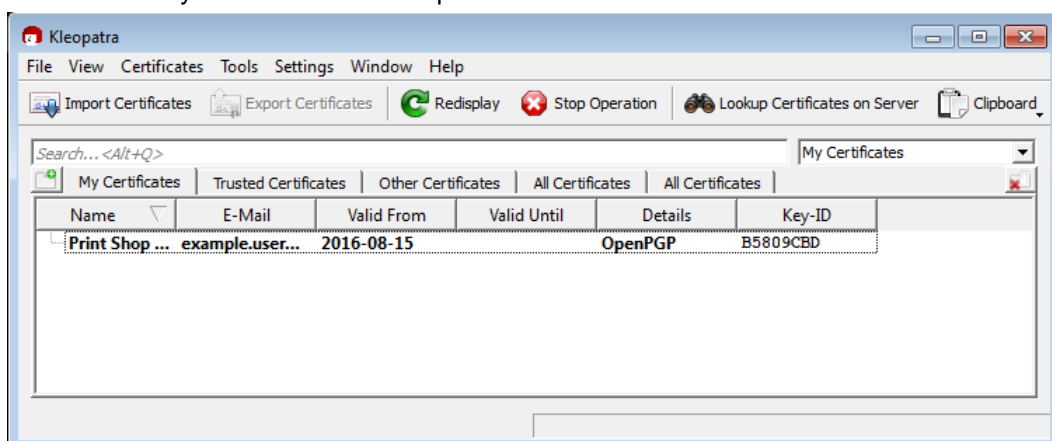 Kleopatra
File View Certificates Tools Settings Window Help
Import Certificates Export Certificates Redisplay Stop Operation Lookup Certificates on Server Clipboard
Search...<Alt+Q> My Certificates
My Certificates Trusted Certificates Other Certificates All Certificates All Certificates
Name E-Mail Valid From Valid Until Details Key-ID
Print Shop ... example.user... 2016-08-15 OpenPGP B5809CBD